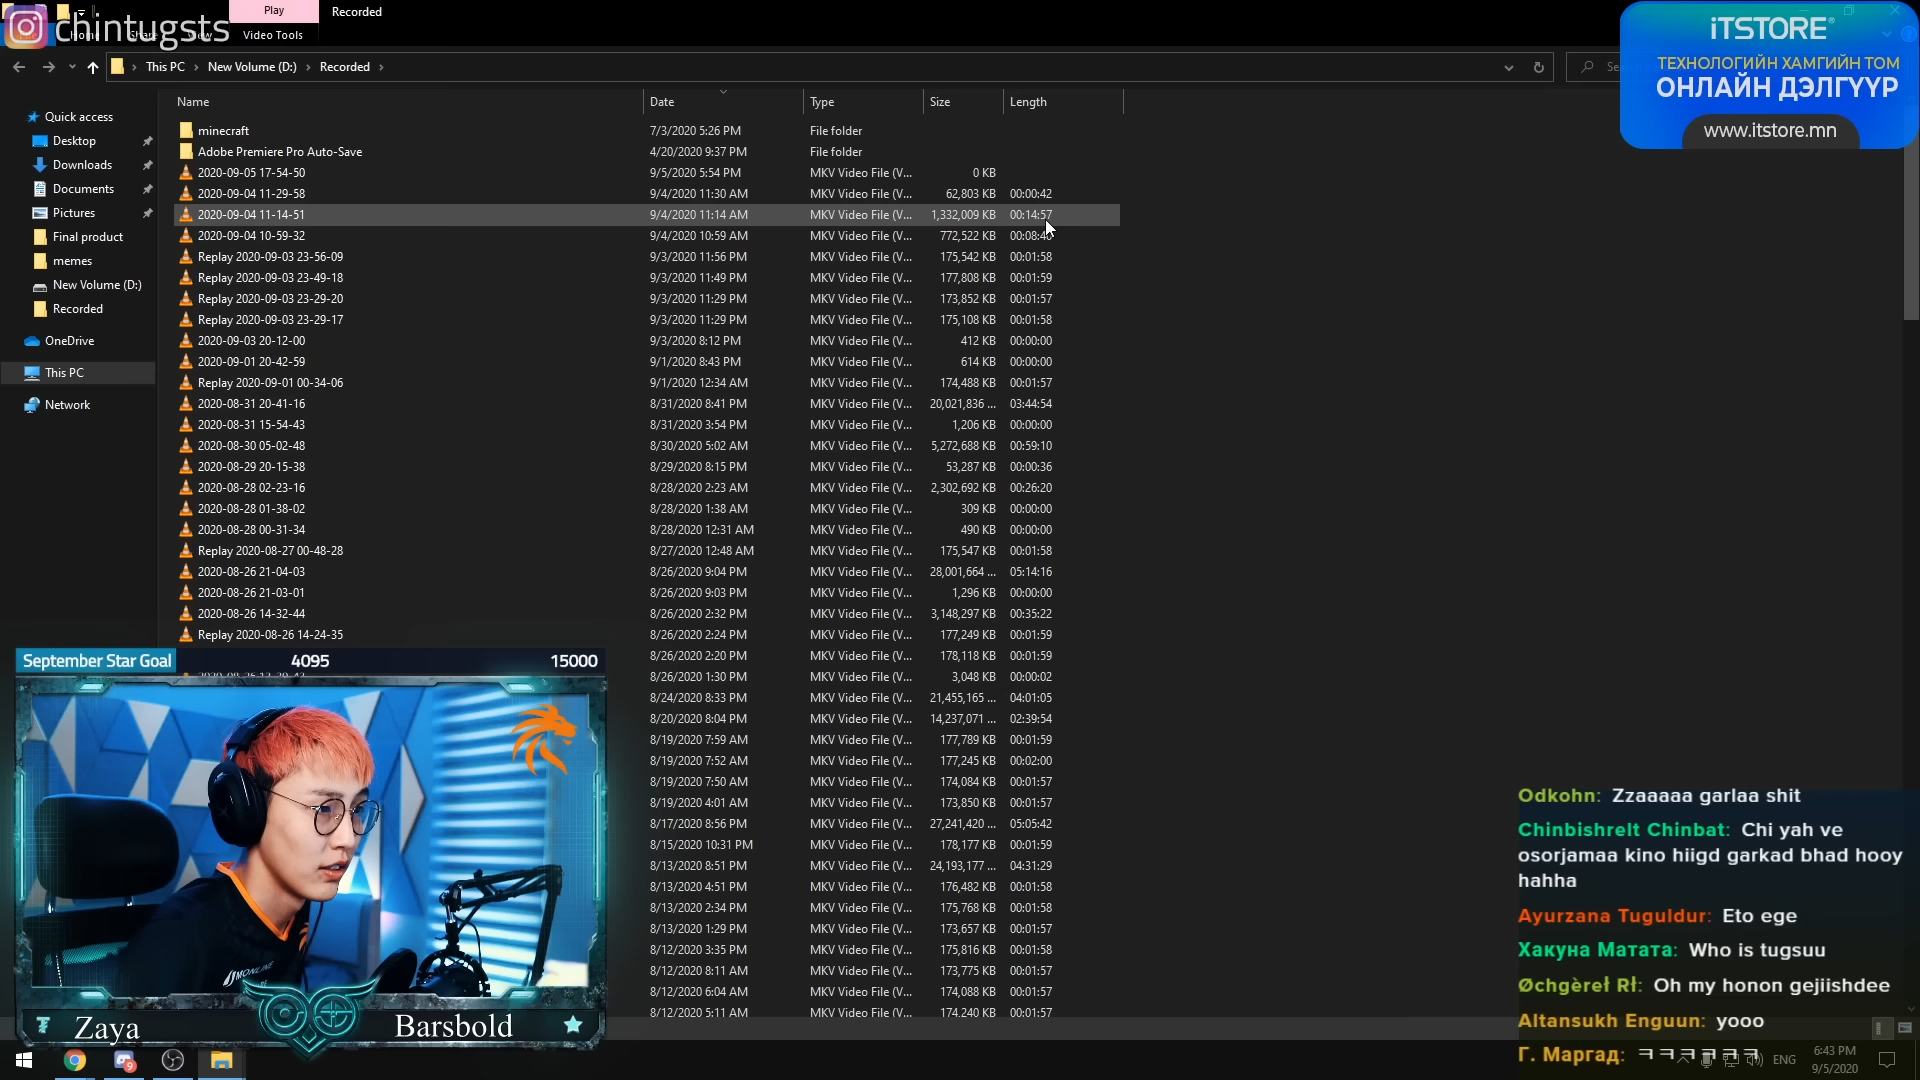 chintugsts
Play
Recorded
Video Tools
iTSTORE
ТЕХНОЛОГИЙН ХАМГИЙН ТОМ
ОНЛАЙН ДЭЛГҮҮР
www.itstore.mn
This PC > New Volume (D:) > Recorded >
Name Date Type Size Length
Quick access
Desktop
Downloads
Documents
Pictures
Final product
memes
New Volume (D:)
Recorded
OneDrive
This PC
Network
minecraft 7/3/2020 5:26 PM File folder
Adobe Premiere Pro Auto-Save 4/20/2020 9:37 PM File folder
2020-09-05 17-54-50 9/5/2020 5:54 PM MKV Video File (V... 0 KB
2020-09-04 11-29-58 9/4/2020 11:30 AM MKV Video File (V... 62,803 KB 00:00:42
2020-09-04 11-14-51 9/4/2020 11:14 AM MKV Video File (V... 1,332,009 KB 00:14:57
2020-09-04 10-59-32 9/4/2020 10:59 AM MKV Video File (V... 772,522 KB
Replay 2020-09-03 23-56-09 9/3/2020 11:56 PM MKV Video File (V... 175,542 KB 00:01:58
Replay 2020-09-03 23-49-18 9/3/2020 11:49 PM MKV Video File (V... 177,808 KB 00:01:59
Replay 2020-09-03 23-29-20 9/3/2020 11:29 PM MKV Video File (V... 173,852 KB 00:01:57
Replay 2020-09-03 23-29-17 9/3/2020 11:29 PM MKV Video File (V... 175,108 KB 00:01:58
2020-09-03 20-12-00 9/3/2020 8:12 PM MKV Video File (V... 412 KB 00:00:00
2020-09-01 20-42-59 9/1/2020 8:43 PM MKV Video File (V... 614 KB 00:00:00
Replay 2020-09-01 00-34-06 9/1/2020 12:34 AM MKV Video File (V... 174,488 KB 00:01:57
2020-08-31 20-41-16 8/31/2020 8:41 PM MKV Video File (V... 20,021,836 ... 03:44:54
2020-08-31 15-54-43 8/31/2020 3:54 PM MKV Video File (V... 1,206 KB 00:00:00
2020-08-30 05-02-48 8/30/2020 5:02 AM MKV Video File (V... 5,272,688 KB 00:59:10
2020-08-29 20-15-38 8/29/2020 8:15 PM MKV Video File (V... 53,287 KB 00:00:36
2020-08-28 02-23-16 8/28/2020 2:23 AM MKV Video File (V... 2,302,692 KB 00:26:20
2020-08-28 01-38-02 8/28/2020 1:38 AM MKV Video File (V... 309 KB 00:00:00
2020-08-28 00-31-34 8/28/2020 12:31 AM MKV Video File (V... 490 KB 00:00:00
Replay 2020-08-27 00-48-28 8/27/2020 12:48 AM MKV Video File (V... 175,547 KB 00:01:58
2020-08-26 21-04-03 8/26/2020 9:04 PM MKV Video File (V... 28,001,664 ... 05:14:16
2020-08-26 21-03-01 8/26/2020 9:03 PM MKV Video File (V... 1,296 KB 00:00:00
2020-08-26 14-32-44 8/26/2020 2:32 PM MKV Video File (V... 3,148,297 KB 00:35:22
Replay 2020-08-26 14-24-35 8/26/2020 2:24 PM MKV Video File (V... 177,249 KB 00:01:59
8/26/2020 2:20 PM MKV Video File (V... 178,118 KB 00:01:59
8/26/2020 1:30 PM MKV Video File (V... 3,048 KB 00:00:02
8/24/2020 8:33 PM MKV Video File (V... 21,455,165 ... 04:01:05
8/20/2020 8:04 PM MKV Video File (V... 14,237,071 ... 02:39:54
8/19/2020 7:59 AM MKV Video File (V... 177,789 KB 00:01:59
8/19/2020 7:52 AM MKV Video File (V... 177,245 KB 00:02:00
8/19/2020 7:50 AM MKV Video File (V... 174,084 KB 00:01:57
8/19/2020 4:01 AM MKV Video File (V... 173,850 KB 00:01:57
8/17/2020 8:56 PM MKV Video File (V... 27,241,420 ... 05:05:42
8/15/2020 10:31 PM MKV Video File (V... 178,177 KB 00:01:59
8/13/2020 8:51 PM MKV Video File (V... 24,193,177 ... 04:31:29
8/13/2020 4:51 PM MKV Video File (V... 176,482 KB 00:01:58
8/13/2020 2:34 PM MKV Video File (V... 175,768 KB 00:01:58
8/13/2020 1:29 PM MKV Video File (V... 173,657 KB 00:01:57
8/12/2020 3:35 PM MKV Video File (V... 175,816 KB 00:01:58
8/12/2020 8:11 AM MKV Video File (V... 173,775 KB 00:01:57
8/12/2020 6:04 AM MKV Video File (V... 174,088 KB 00:01:57
8/12/2020 5:11 AM MKV Video File (V... 174,240 KB 00:01:57
September Star Goal 4095 15000
Zaya Barsbold
Odkohn: Zzaaaaa garlaa shit
Chinbishrelt Chinbat: Chi yah ve
osorjamaa kino hiigd garkad bhad hooy
hahha
Ayurzana Tuguldur: Eto ege
Хакуна Матата: Who is tugsuu
Øchgèreł Rł: Oh my honon gejiishdee
Altansukh Enguun: yooo
Г. Маргад: ㅋㅋㅋㅋㅋㅋ
9
ENG
6:43 PM
9/5/2020